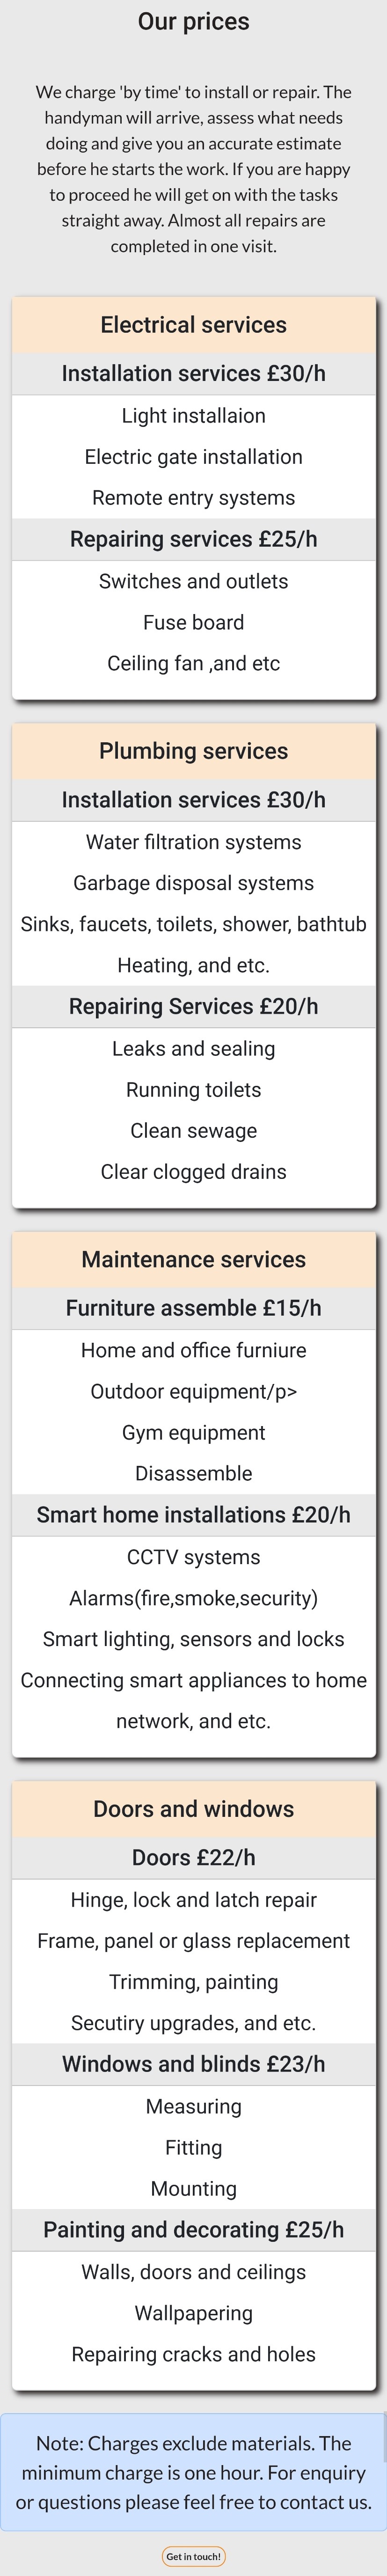 Our prices
We charge 'by time' to install or repair. The
handyman will arrive, assess what needs
doing and give you an accurate estimate
before he starts the work. If you are happy
to proceed he will get on with the tasks
straight away. Almost all repairs are
completed in one visit.
Electrical services
Installation services £30/h
Light installaion
Electric gate installation
Remote entry systems
Repairing services £25/h
Switches and outlets
Fuse board
Ceiling fan ,and etc
Plumbing services
Installation services £30/h
Water filtration systems
Garbage disposal systems
Sinks, faucets, toilets, shower, bathtub
Heating, and etc.
Repairing Services £20/h
Leaks and sealing
Running toilets
Clean sewage
Clear clogged drains
Maintenance services
Furniture assemble £15/h
Home and office furniure
Outdoor equipment/p>
Gym equipment
Disassemble
Smart home installations £20/h
CCTV systems
Alarms(fire,smoke,security)
Smart lighting, sensors and locks
Connecting smart appliances to home
network, and etc.
Doors and windows
Doors £22/h
Hinge, lock and latch repair
Frame, panel or glass replacement
Trimming, painting
Secutiry upgrades, and etc.
Windows and blinds £23/h
Measuring
Fitting
Mounting
Painting and decorating £25/h
Walls, doors and ceilings
Wallpapering
Repairing cracks and holes
Note: Charges exclude materials. The
minimum charge is one hour. For enquiry
or questions please feel free to contact us.
Get in touch!